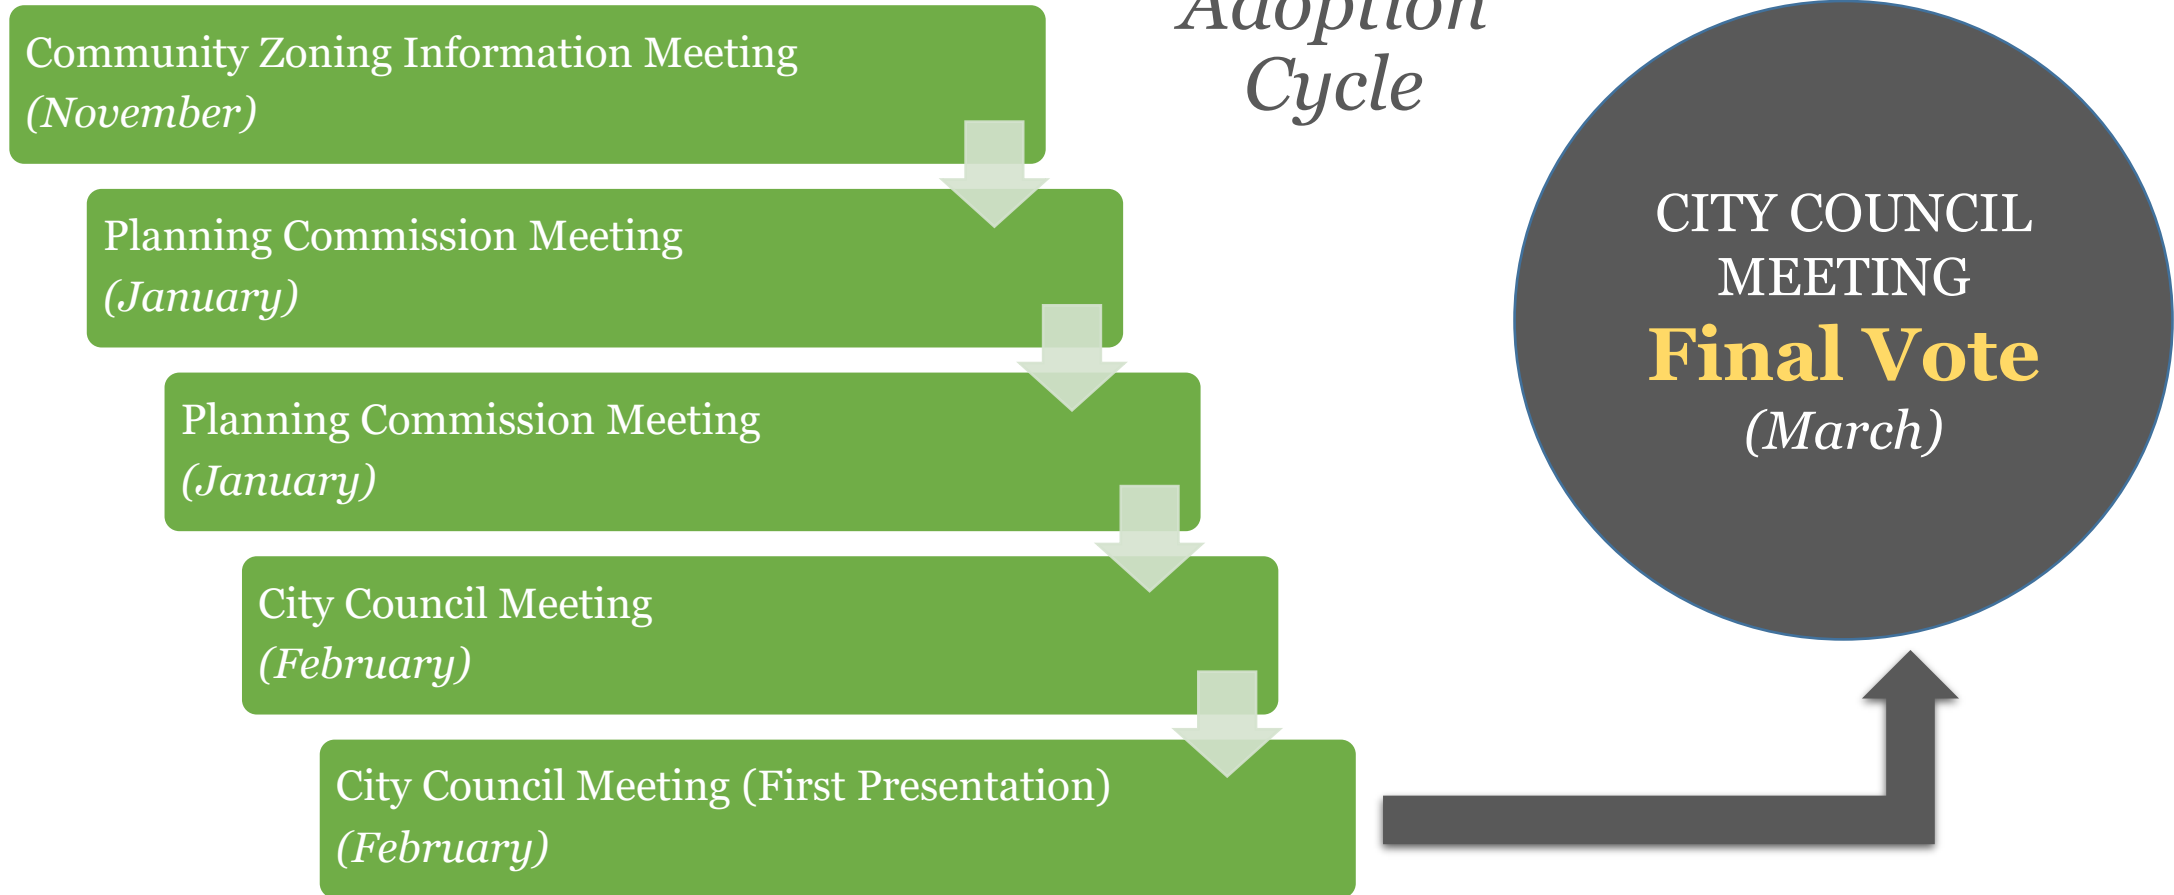 Adoption
Cycle
Community Zoning Information Meeting
(November)
Planning Commission Meeting
(January)
Planning Commission Meeting
(January)
City Council Meeting
(February)
City Council Meeting (First Presentation)
(February)
CITY COUNCIL
MEETING
Final Vote
(March)